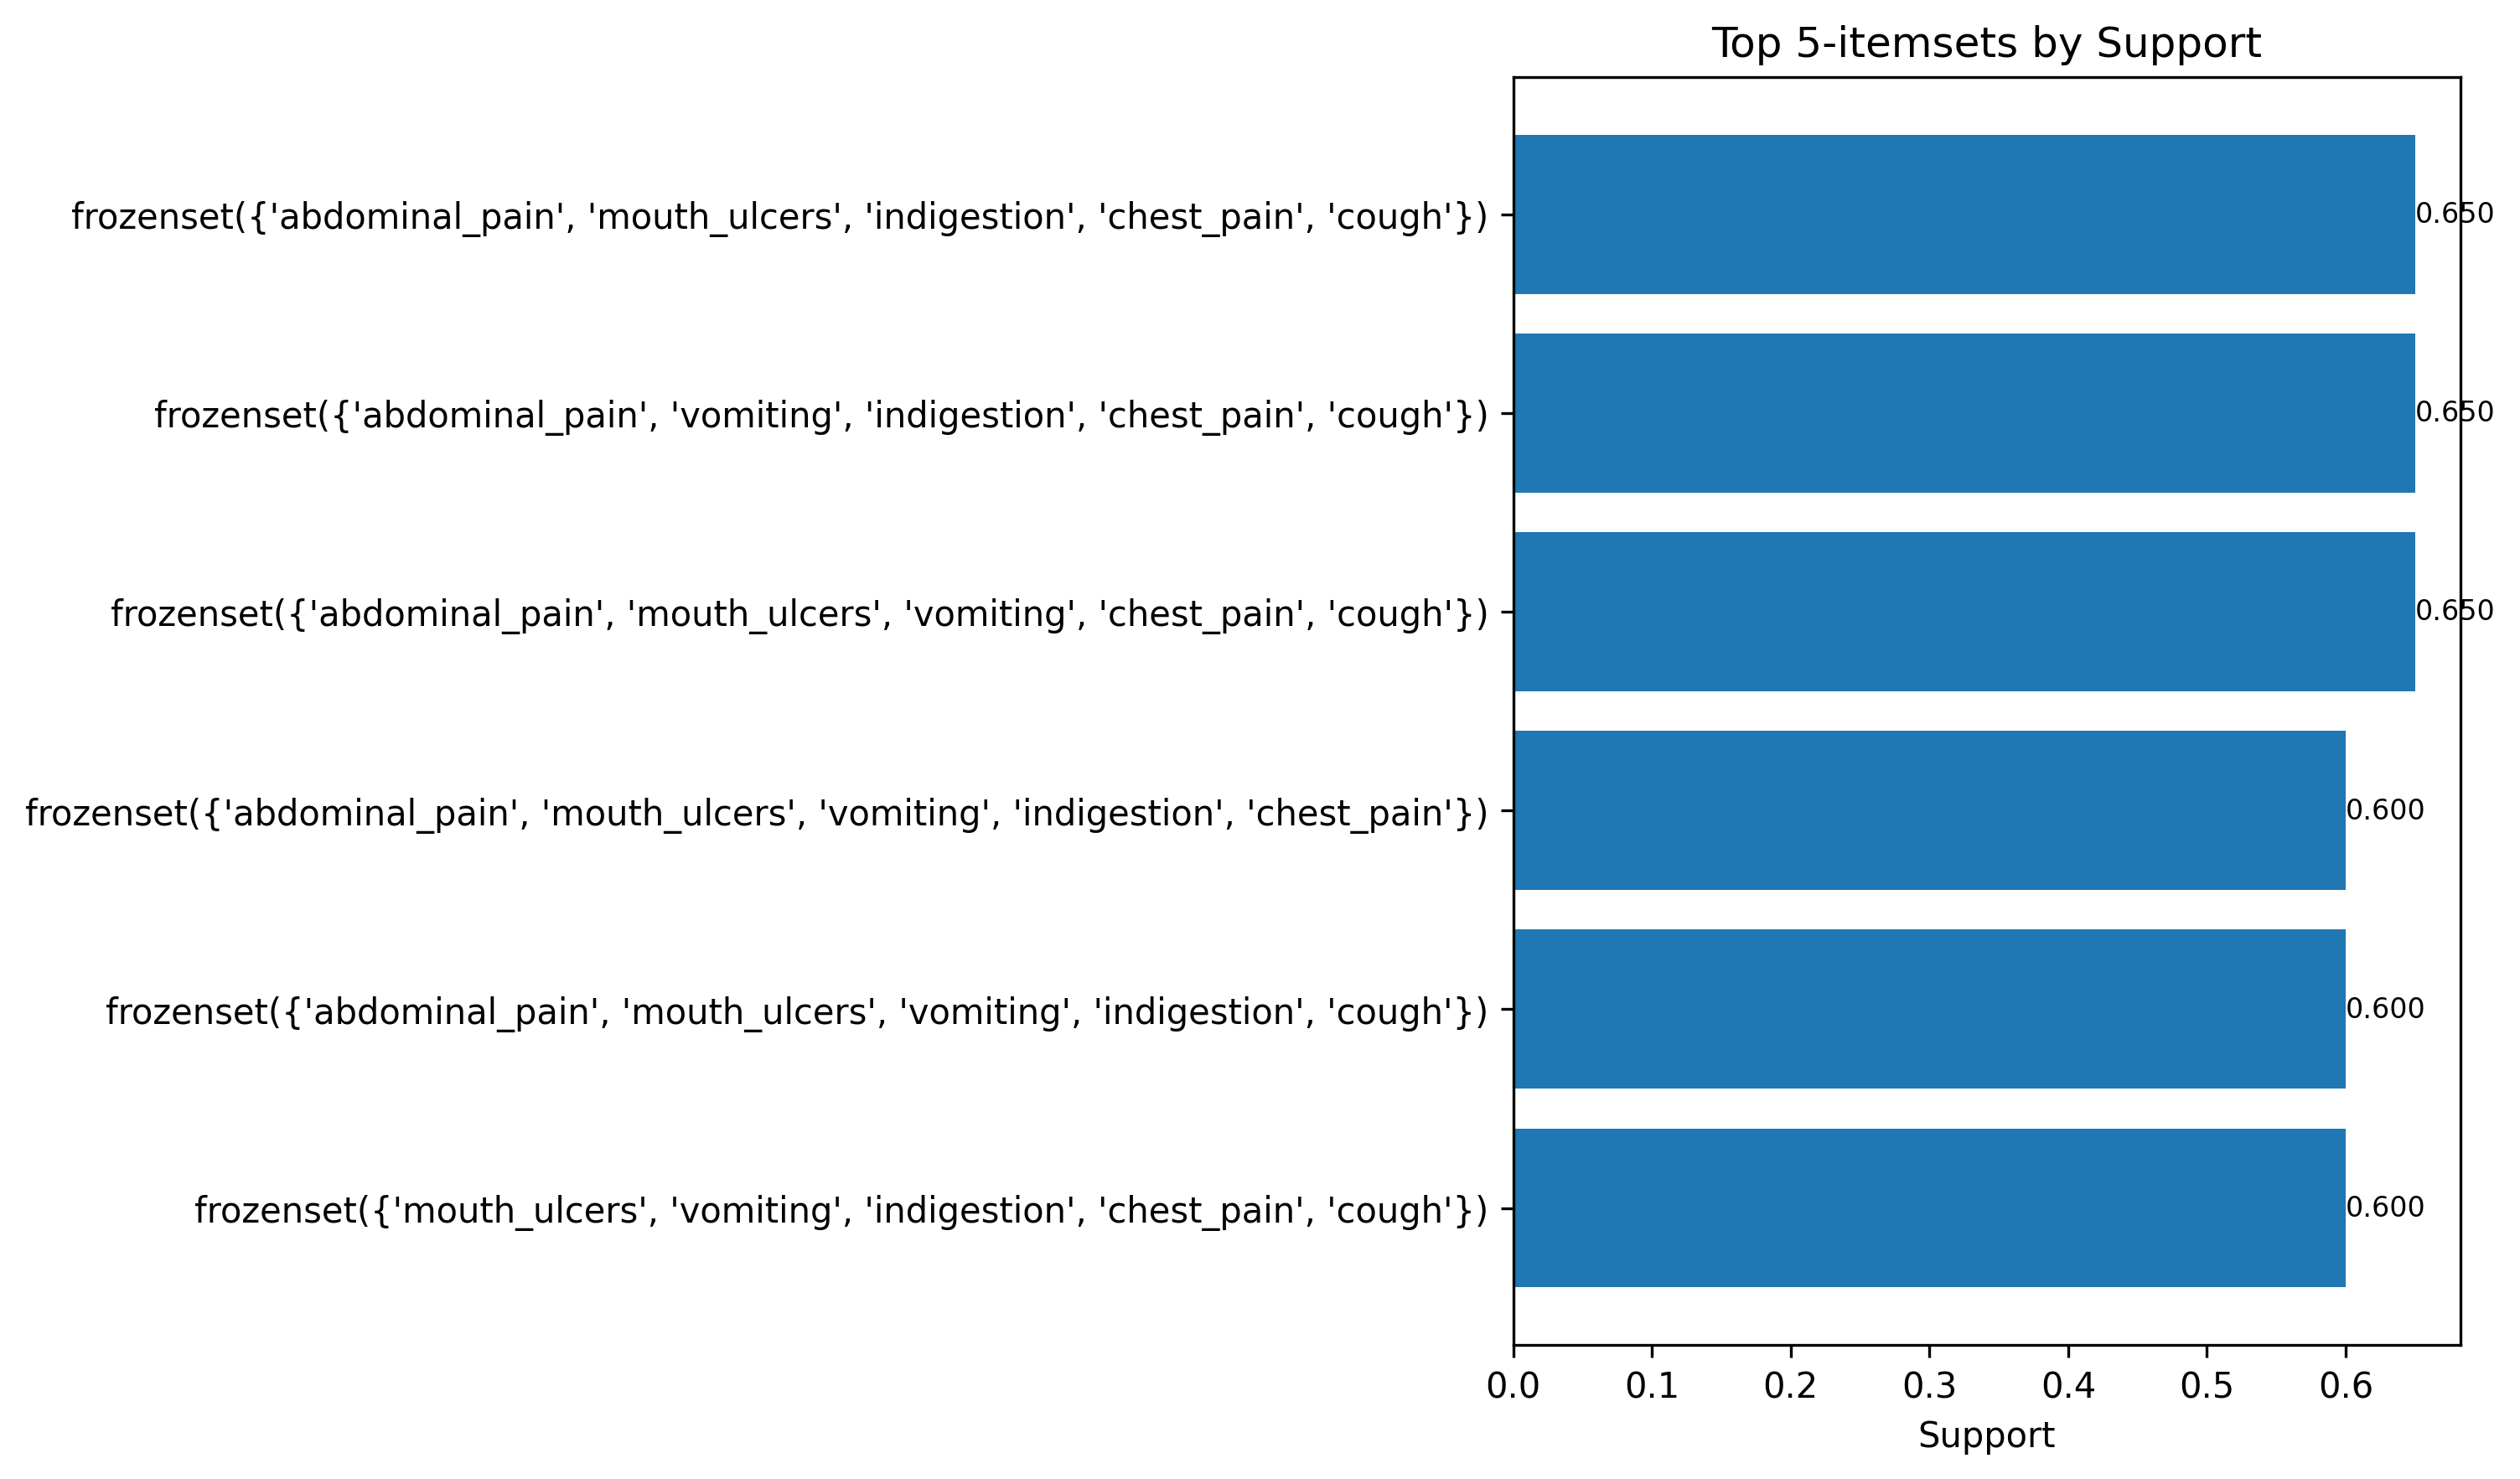 Top 5-itemsets by Support
frozenset({'abdominal_pain', 'mouth_ulcers', 'indigestion', 'chest_pain', 'cough'})
0.650
frozenset({'abdominal_pain', 'vomiting', 'indigestion', 'chest_pain', 'cough'})
0.650
frozenset({'abdominal_pain', 'mouth_ulcers', 'vomiting', 'chest_pain', 'cough'})
0.650
frozenset({'abdominal_pain', 'mouth_ulcers', 'vomiting', 'indigestion', 'chest_pain'})
0.600
frozenset({'abdominal_pain', 'mouth_ulcers', 'vomiting', 'indigestion', 'cough'})
0.600
frozenset({'mouth_ulcers', 'vomiting', 'indigestion', 'chest_pain', 'cough'})
0.600
0.0 0.1 0.2 0.3 0.4 0.5 0.6
Support